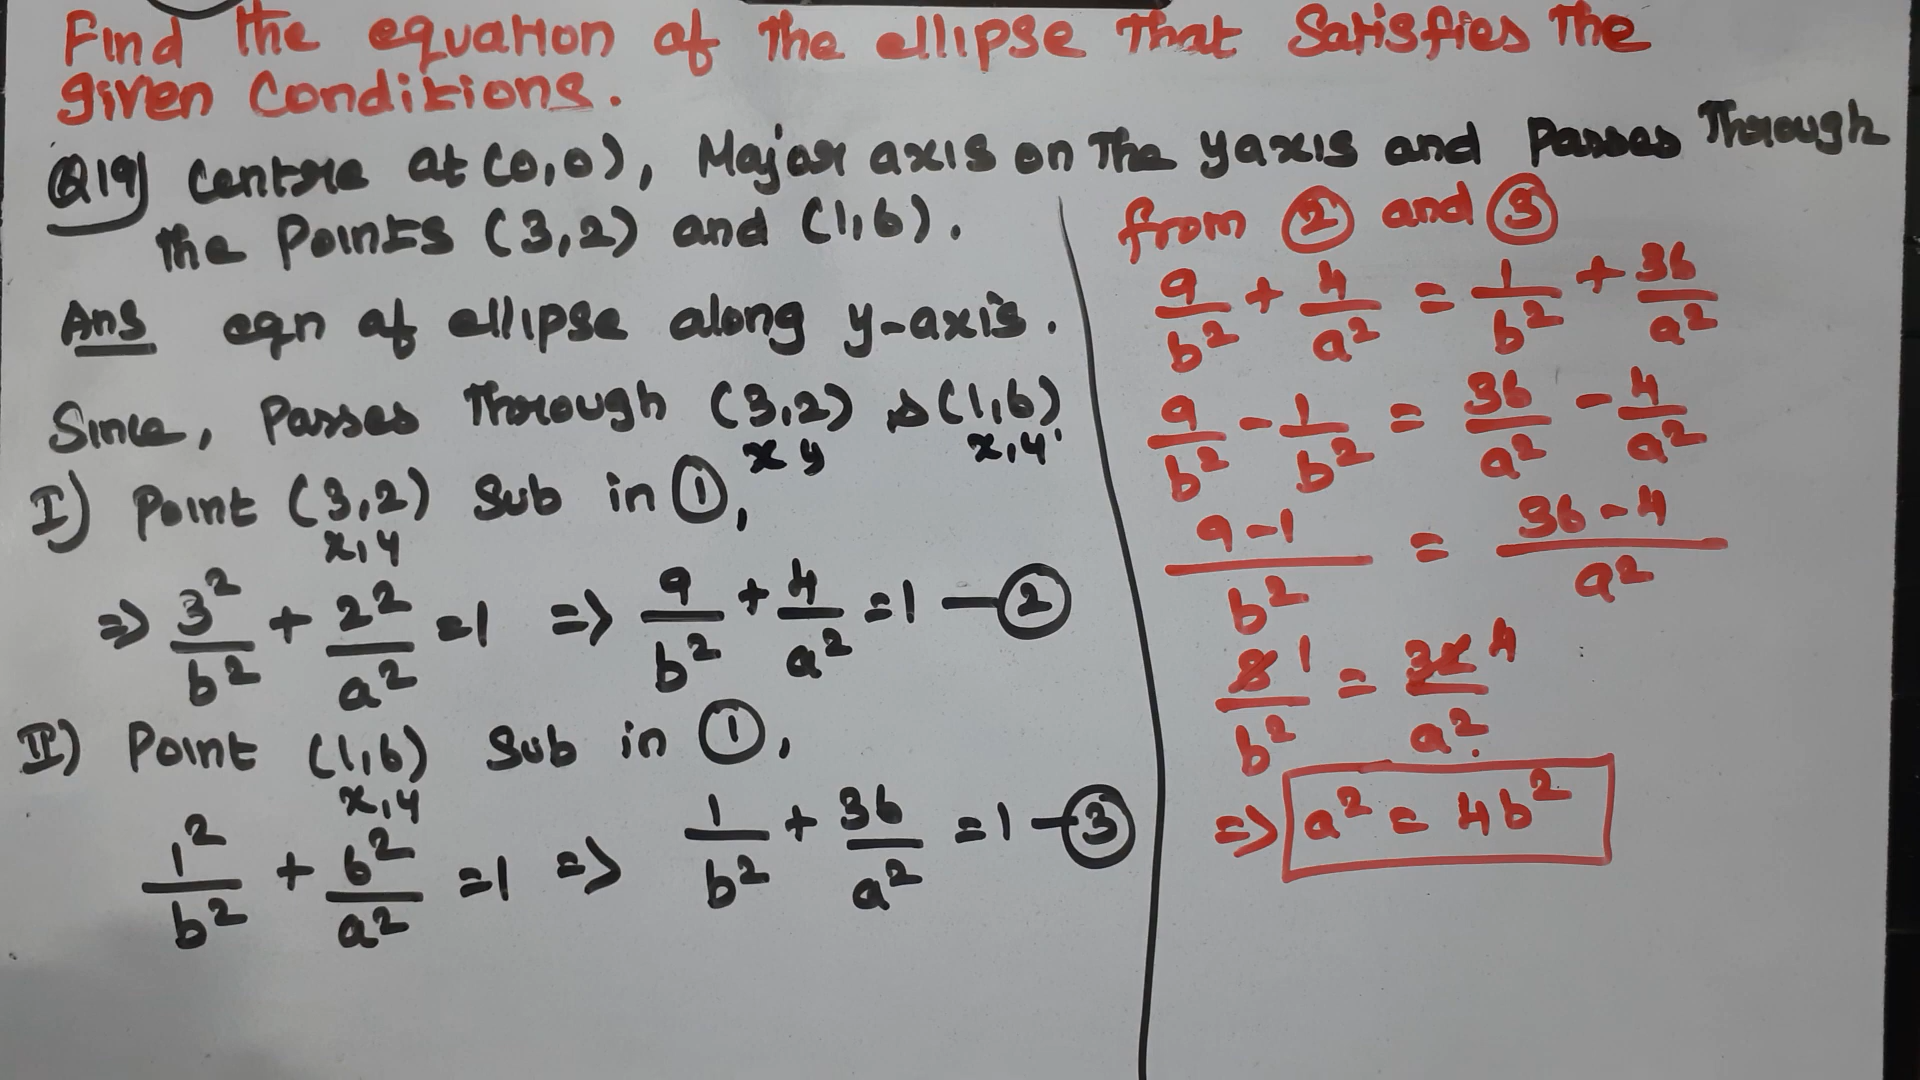 Find the equation of the ellipse that satisfies the
given Conditions.
Q19) Centre at (0,0), Major axis on the y axis and Passes Through
the Points (3,2) and (1,6).
Ans eqn of ellipse along y-axis.
Since, Passes Through (3,2) & (1,6)
x y x,y
I) Point (3,2) Sub in ①,
x,y
=> 3²/b² + 2²/a² = 1 => 9/b² + 4/a² = 1 — ②
II) Point (1,6) Sub in ①,
x,y
1²/b² + 6²/a² = 1 => 1/b² + 36/a² = 1 — ③
from ② and ③
9/b² + 4/a² = 1/b² + 36/a²
9/b² - 1/b² = 36/a² - 4/a²
9-1/b² = 36-4/a²
8 1/b² = 32 4/a²
=> a² = 4b²